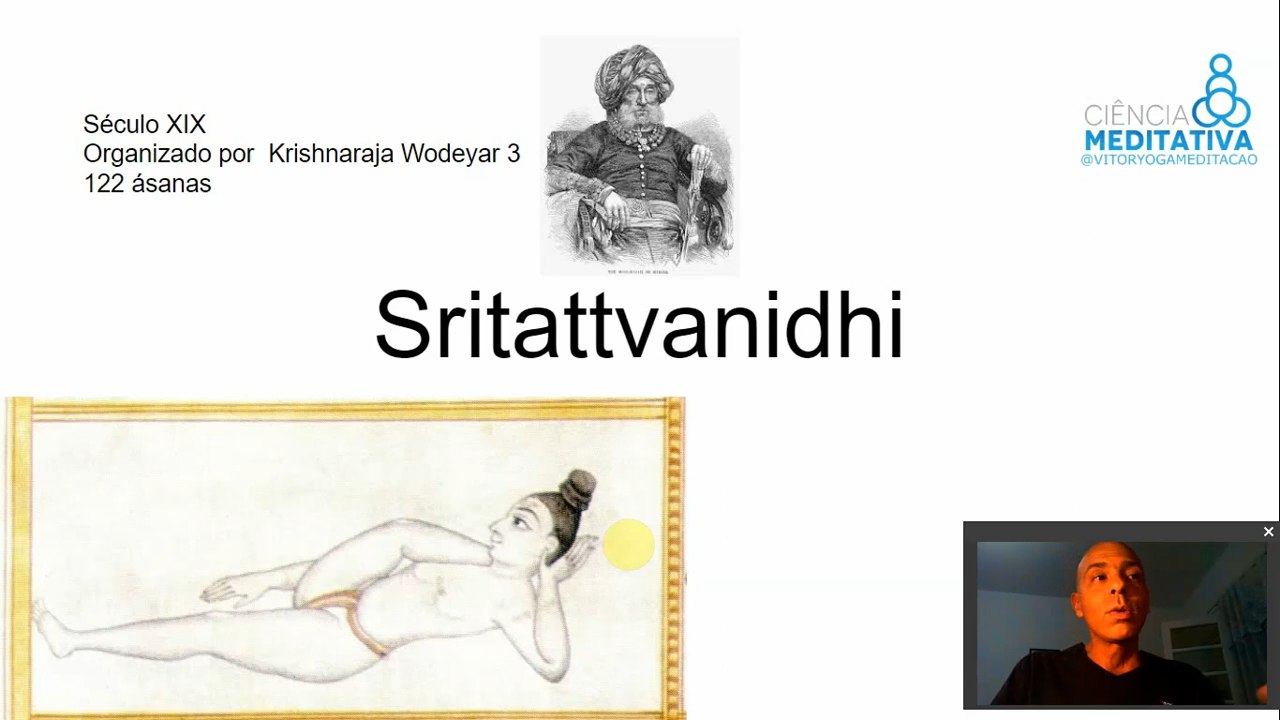 Século XIX
Organizado por  Krishnaraja Wodeyar 3
122 ásanas
CIÊNCIA
MEDITATIVA
@VITORYOGAMEDITACAO
Sritattvanidhi